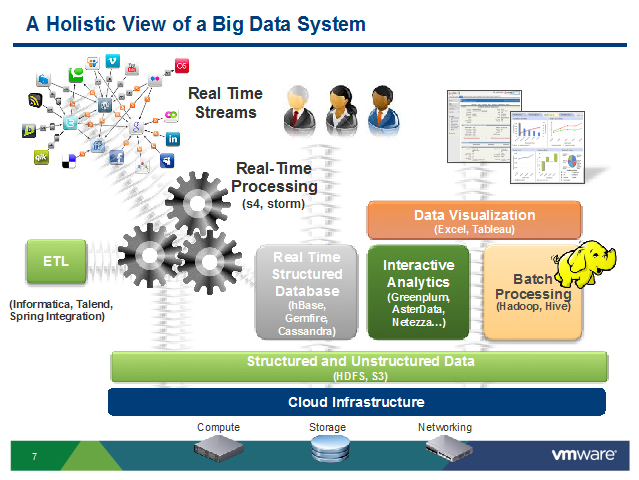 A Holistic View of a Big Data System
Real Time
Streams
Real-Time
Processing
(s4, storm)
Data Visualization
(Excel, Tableau)
ETL
(Informatica, Talend,
Spring Integration)
Real Time
Structured
Database
(hBase,
Gemfire,
Cassandra)
Interactive
Analytics
(Greenplum,
AsterData,
Netezza...)
Batch
Processing
(Hadoop, Hive)
Structured and Unstructured Data
(HDFS, S3)
Cloud Infrastructure
Compute
Storage
Networking
7
vmware®